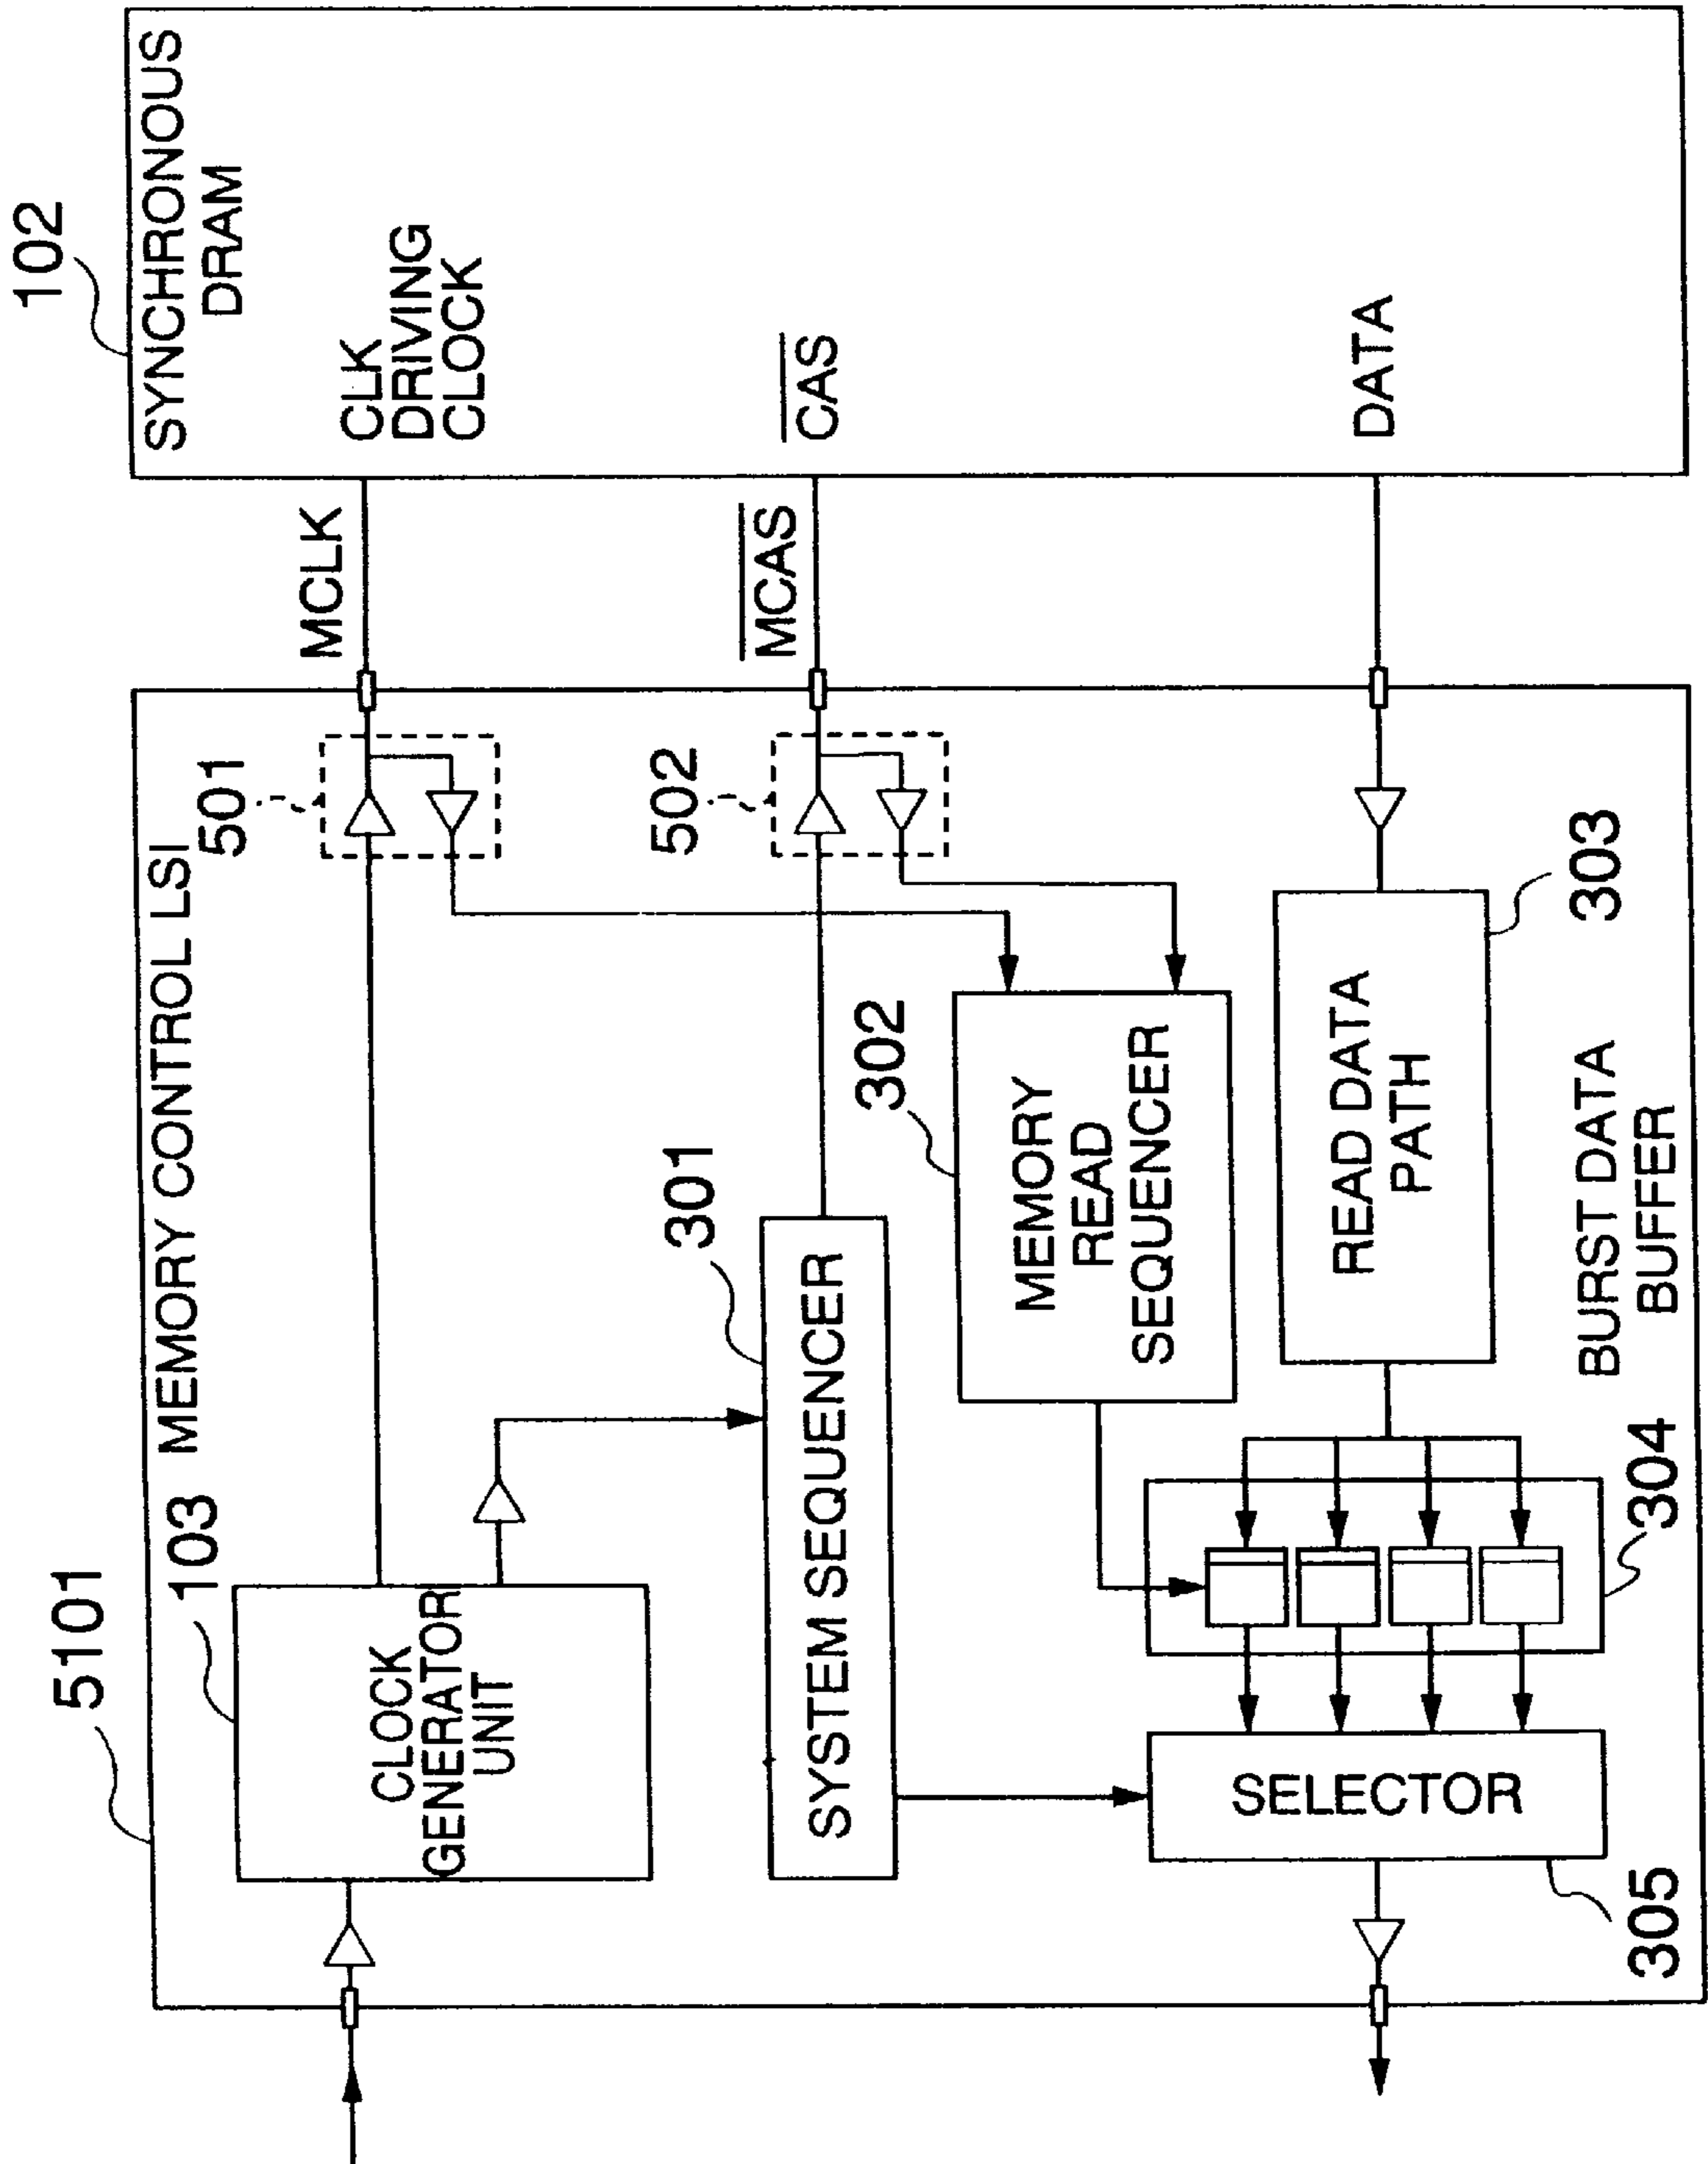 5101
103 MEMORY CONTROL LSI
501
MCLK
102
SYNCHRONOUS
DRAM
CLK
DRIVING
CLOCK
CLOCK
GENERATOR
UNIT
502
MCAS
CAS
301
SYSTEM SEQUENCER
302
MEMORY
READ
SEQUENCER
READ DATA
PATH
303
DATA
SELECTOR
305
304
BURST DATA
BUFFER